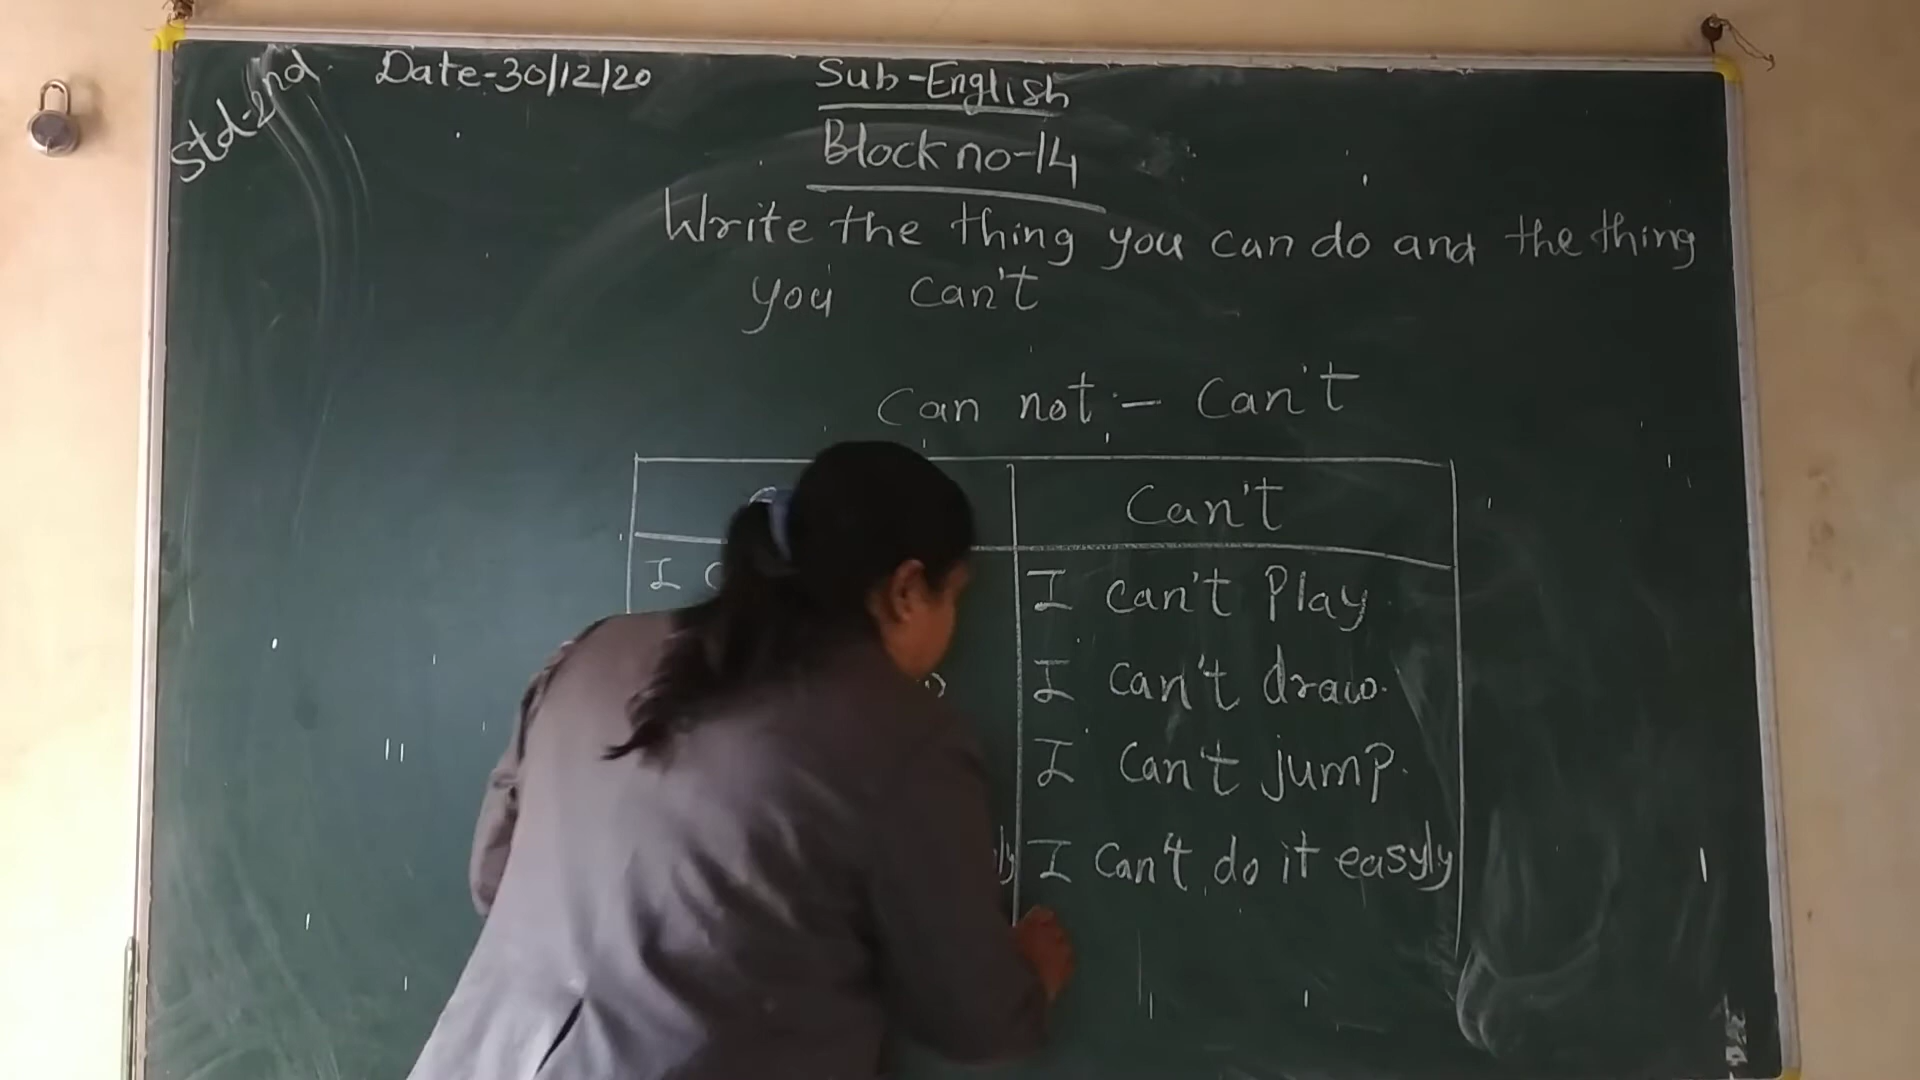 Std-2nd
Date-30/12/20
Sub-English
Block no-14
Write the thing you can do and the thing
you can't
Can not - Can't
Can't
I
I can't Play
I can't draw.
I can't jump.
I can't do it easyly